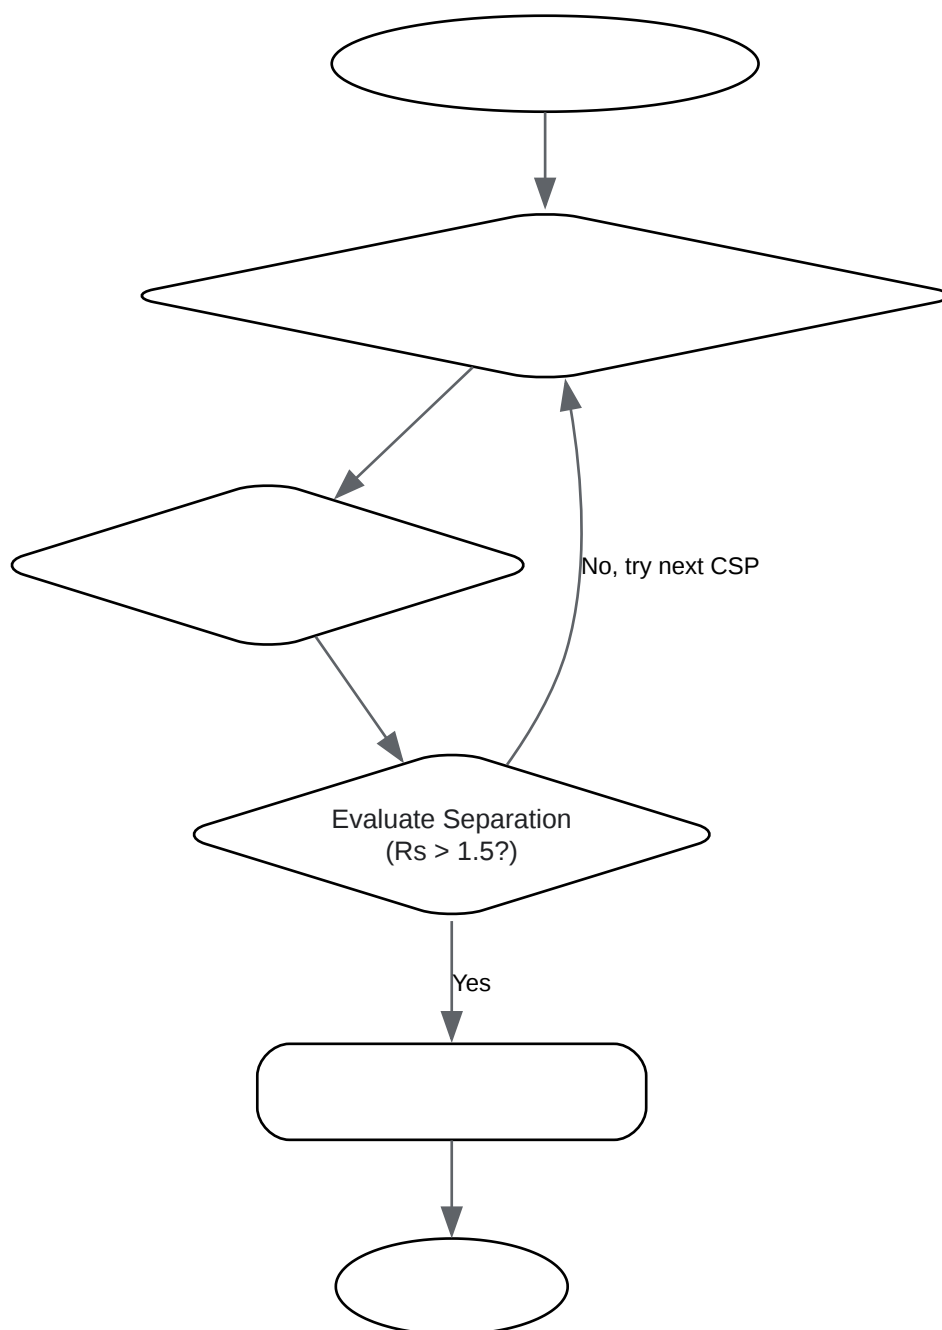 No, try next CSP
Evaluate Separation
(Rs > 1.5?)
Yes